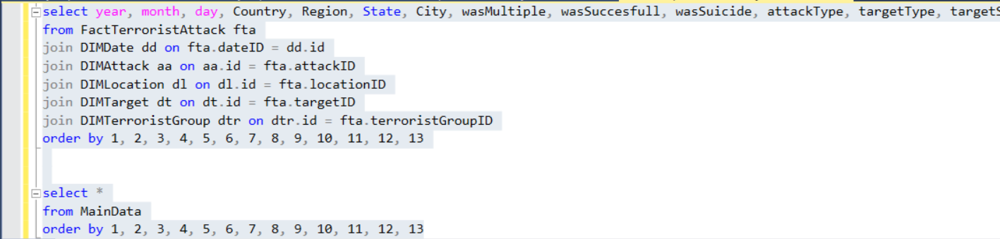 select year, month, day, Country, Region, State, City, wasMultiple, wasSuccesfull, wasSuicide, attackType, targetType,
from FactTerroristAttack fta
join DIMDate dd on fta.dateID = dd.id
join DIMAttack aa on aa.id = fta.attackID
join DIMLocation dl on dl.id = fta.locationID
join DIMTarget dt on dt.id = fta.targetID
join DIMTerroristGroup dtr on dtr.id = fta.terroristGroupID
order by 1, 2, 3, 4, 5, 6, 7, 8, 9, 10, 11, 12, 13
select *
from MainData
order by 1, 2, 3, 4, 5, 6, 7, 8, 9, 10, 11, 12, 13